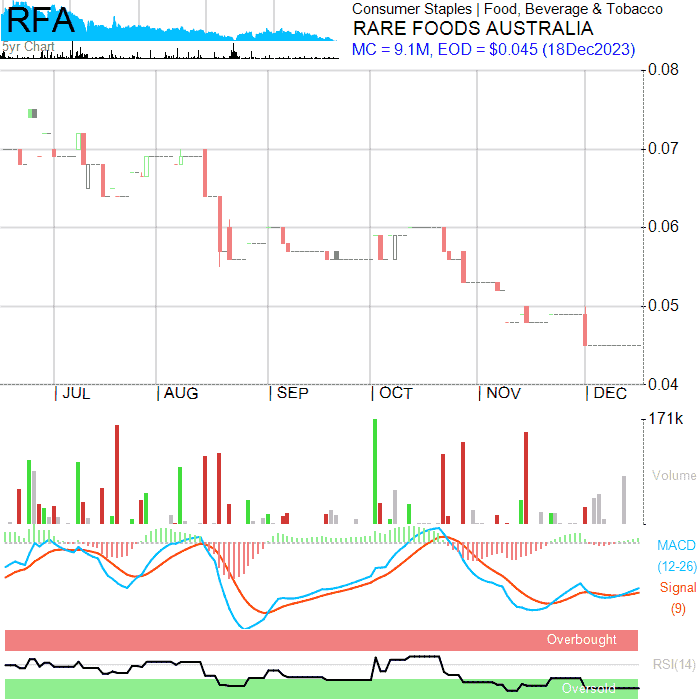 RFA
5yr Chart
Consumer Staples | Food, Beverage & Tobacco
RARE FOODS AUSTRALIA
MC = 9.1M, EOD = $0.045 (18Dec2023)
0.08
0.07
0.06
0.05
0.04
JUL
AUG
SEP
OCT
NOV
DEC
171k
Volume
MACD
(12-26)
Signal
(9)
Overbought
RSI(14)
Oversold